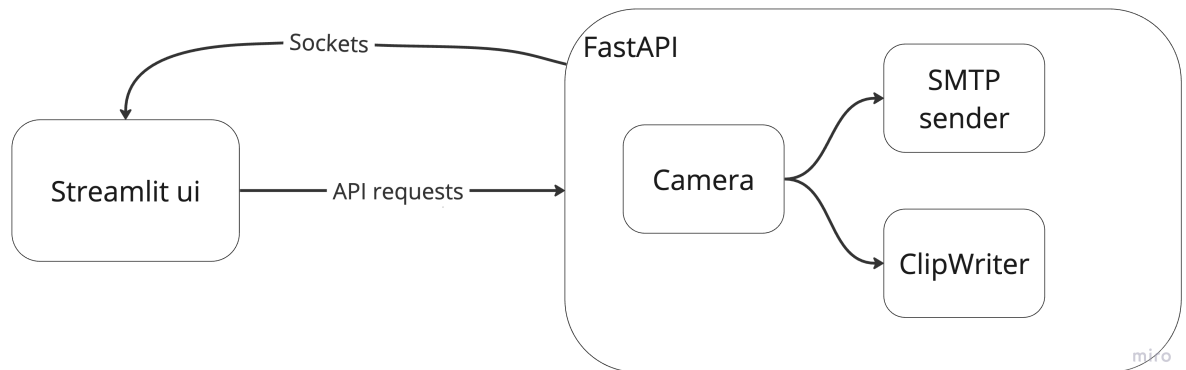 Sockets
FastAPI
SMTP
sender
Camera
Streamlit ui
API requests
ClipWriter
miro